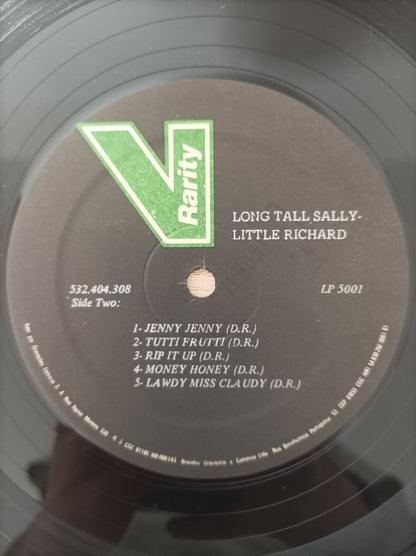 V
Rarity
LONG TALL SALLY-
LITTLE RICHARD
532.404.308
Side Two:
LP 5001
1- JENNY JENNY (D.R.)
2- TUTTI FRUTTI (D.R.)
3- RIP IT UP (D.R.)
4- MONEY HONEY (D.R.)
5- LAWDY MISS CLAUDY (D.R.)